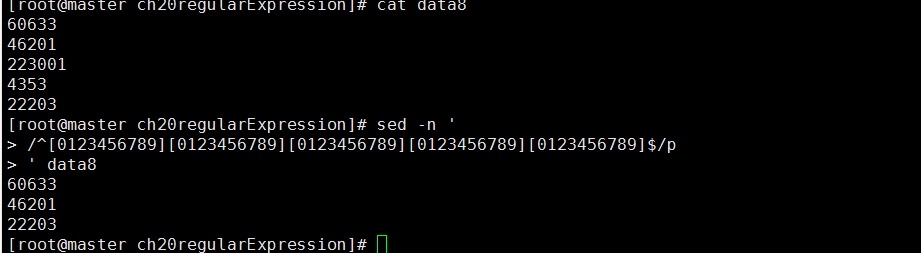 [root@master ch20regularExpression]# cat data8
60633
46201
223001
4353
22203
[root@master ch20regularExpression]# sed -n '
> /^[0123456789][0123456789][0123456789][0123456789][0123456789]$/p
> ' data8
60633
46201
22203
[root@master ch20regularExpression]#